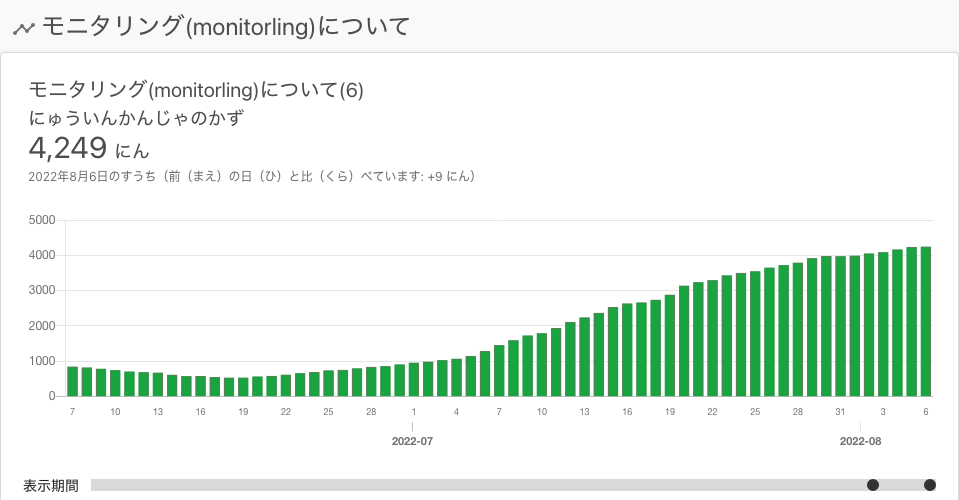 モニタリング(monitorling)について
モニタリング(monitorling)について(6)
にゅういんかんじゃのかず
4,249 にん
2022年8月6日のすうち（前（まえ）の日（ひ）と比（くら）べています: +9 にん）
5000
4000
3000
2000
1000
0
7 10 13 16 19 22 25 28 1 4 7 10 13 16 19 22 25 28 31 3 6
2022-07 2022-08
表示期間